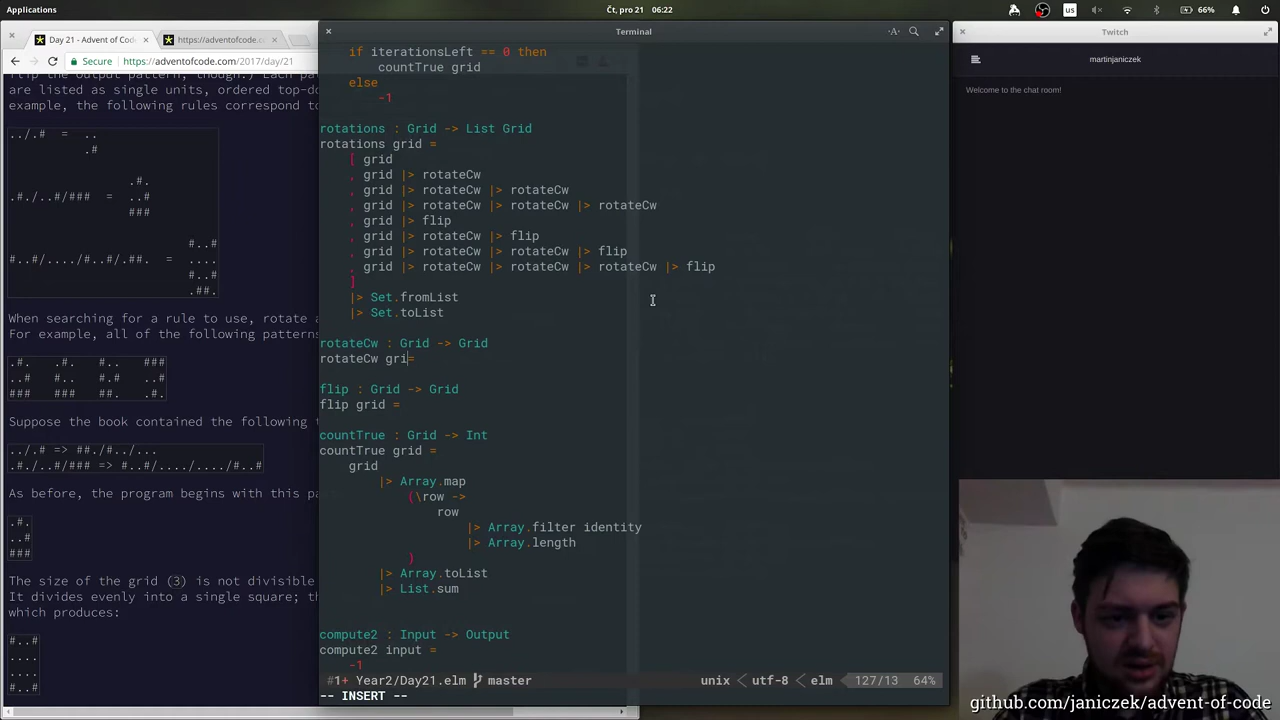 Applications
Čt, pro 21 06:22
us
66%
Day 21 - Advent of Code
https://adventofcode.c
Secure
https://adventofcode.com/2017/day/21
flip the output pattern, though.) Each
are listed as single units, ordered top-do
example, the following rules correspond to
../.# = ..
.#
.#.
.#./..#/### = ..#
###
#..#
#..#/..../#..#/.##. = ....
#..#
.##.
When searching for a rule to use, rotate a
For example, all of the following patterns
.#. .#. #.. ###
..# #.. #.# ..#
### ### ##. .#.
Suppose the book contained the following
../.# => ##./#../...
.#./..#/### => #..#/..../..../#..#
As before, the program begins with this pa
.#.
..#
###
The size of the grid (3) is not divisible
It divides evenly into a single square; th
which produces:
#..#
....
....
#..#
Terminal
if iterationsLeft == 0 then
countTrue grid
else
-1
rotations : Grid -> List Grid
rotations grid =
[ grid
, grid |> rotateCw
, grid |> rotateCw |> rotateCw
, grid |> rotateCw |> rotateCw |> rotateCw
, grid |> flip
, grid |> rotateCw |> flip
, grid |> rotateCw |> rotateCw |> flip
, grid |> rotateCw |> rotateCw |> rotateCw |> flip
]
|> Set.fromList
|> Set.toList
rotateCw : Grid -> Grid
rotateCw gri=
flip : Grid -> Grid
flip grid =
countTrue : Grid -> Int
countTrue grid =
grid
|> Array.map
(\row ->
row
|> Array.filter identity
|> Array.length
)
|> Array.toList
|> List.sum
compute2 : Input -> Output
compute2 input =
-1
#1+ Year2/Day21.elm master
unix
utf-8
elm
127/13 64%
-- INSERT --
Twitch
martinjaniczek
Welcome to the chat room!
github.com/janiczek/advent-of-code